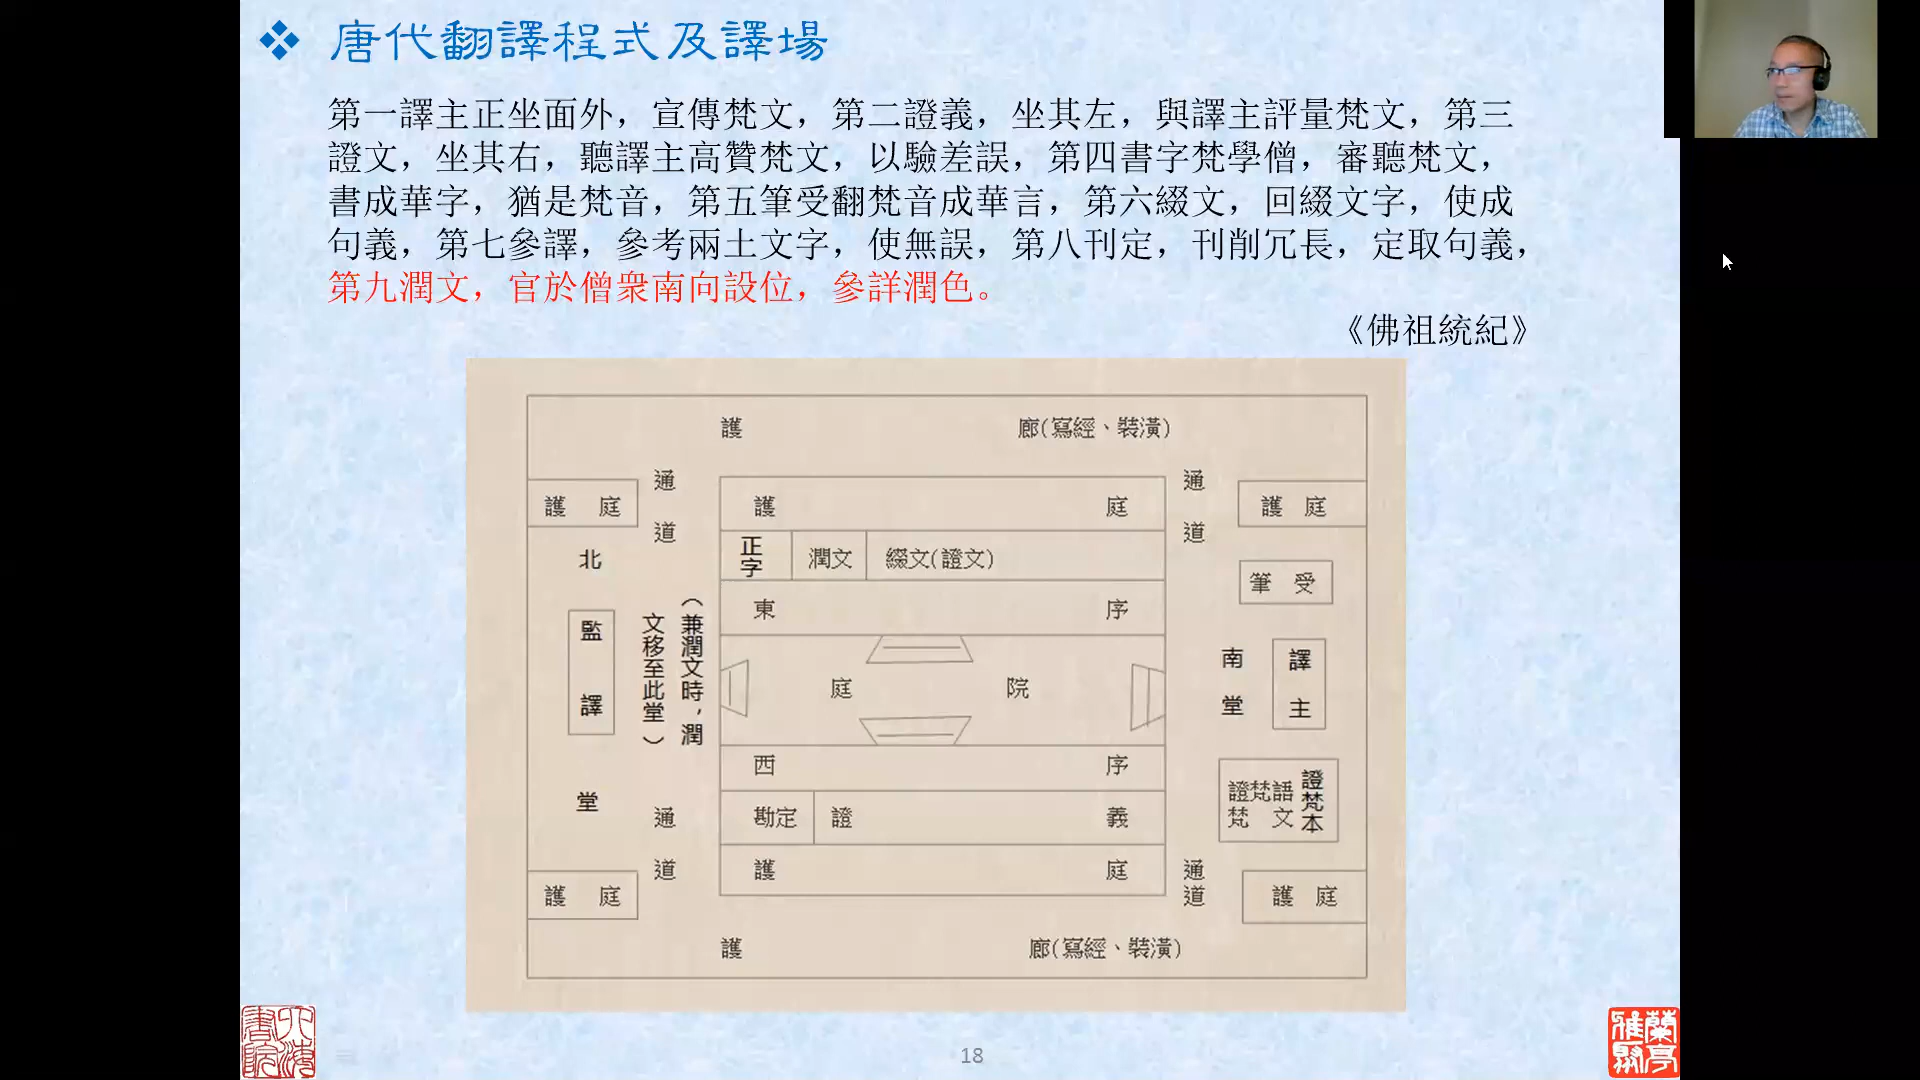 唐代翻譯程式及譯場
第一譯主正坐面外，宣傳梵文，第二證義，坐其左，與譯主評量梵文，第三
證文，坐其右，聽譯主高贊梵文，以驗差誤，第四書字梵學僧，審聽梵文，
書成華字，猶是梵音，第五筆受翻梵音成華言，第六綴文，回綴文字，使成
句義，第七參譯，參考兩土文字，使無誤，第八刊定，刊削冗長，定取句義，
第九潤文，官於僧眾南向設位，參詳潤色。
《佛祖統紀》
護 廊(寫經、裝潢)
護 庭
通道
護 庭
通道
護 庭
北堂
監譯
(兼潤文時，潤
文移至此堂)
正字
潤文
綴文(證文)
東 序
庭 院
西 序
勘定
證 義
護 庭
筆 受
南堂
譯主
證梵語
梵 文
證梵本
通道
護 庭
通道
護 庭
護 廊(寫經、裝潢)
六海書院
蘭亭雅敘
18